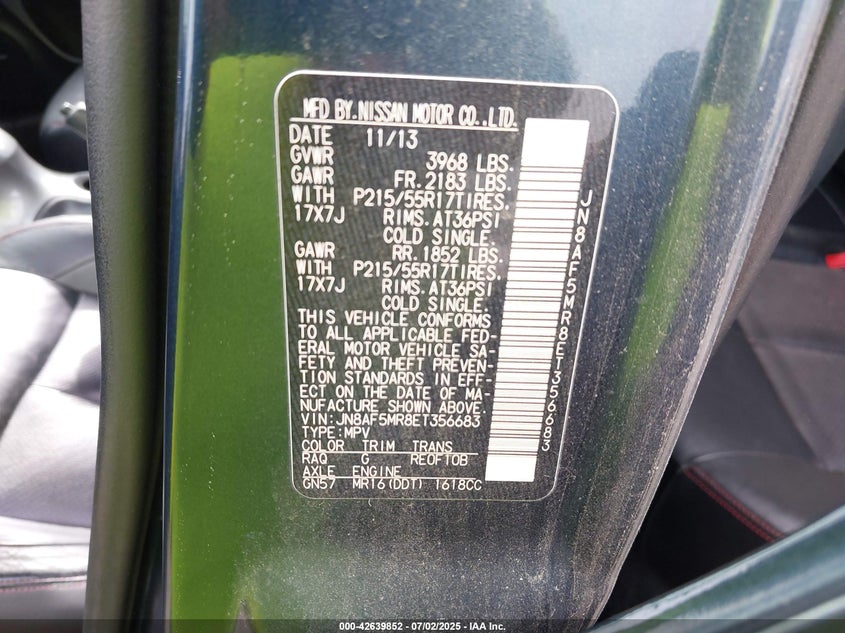 MFD BY.NISSAN MOTOR CO.,LTD.
DATE 11/13
GVWR 3968 LBS.
GAWR FR.2183 LBS.
WITH P215/55R17TIRES.
17X7J RIMS.AT36PSI
COLD SINGLE.
GAWR RR.1852 LBS.
WITH P215/55R17TIRES.
17X7J RIMS.AT36PSI
COLD SINGLE.
THIS VEHICLE CONFORMS
TO ALL APPLICABLE FED-
ERAL MOTOR VEHICLE SA-
FETY AND THEFT PREVEN-
TION STANDARDS IN EFF-
ECT ON THE DATE OF MA-
NUFACTURE SHOWN ABOVE.
VIN:JN8AF5MR8ET356683
TYPE:MPV
COLOR TRIM TRANS
RAQ G RE0F10B
AXLE ENGINE
GN57 MR16(DDT) 1618CC
JN8AF5MR8ET356683
000-42639852 / 07/02/2025 - IAA Inc.